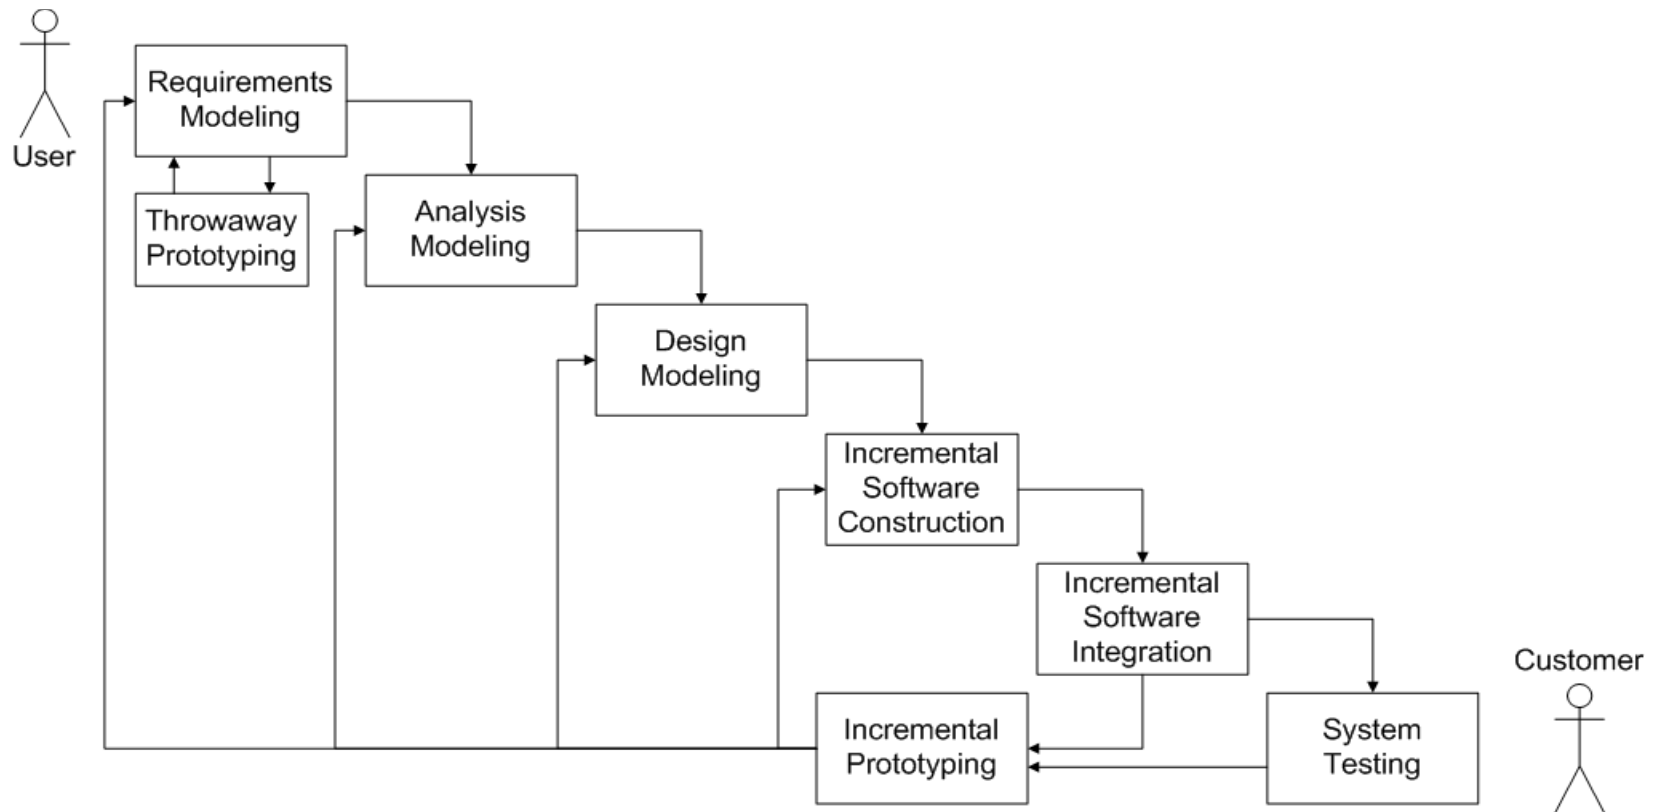 User
Requirements
Modeling
Throwaway
Prototyping
Analysis
Modeling
Design
Modeling
Incremental
Software
Construction
Incremental
Software
Integration
Incremental
Prototyping
System
Testing
Customer